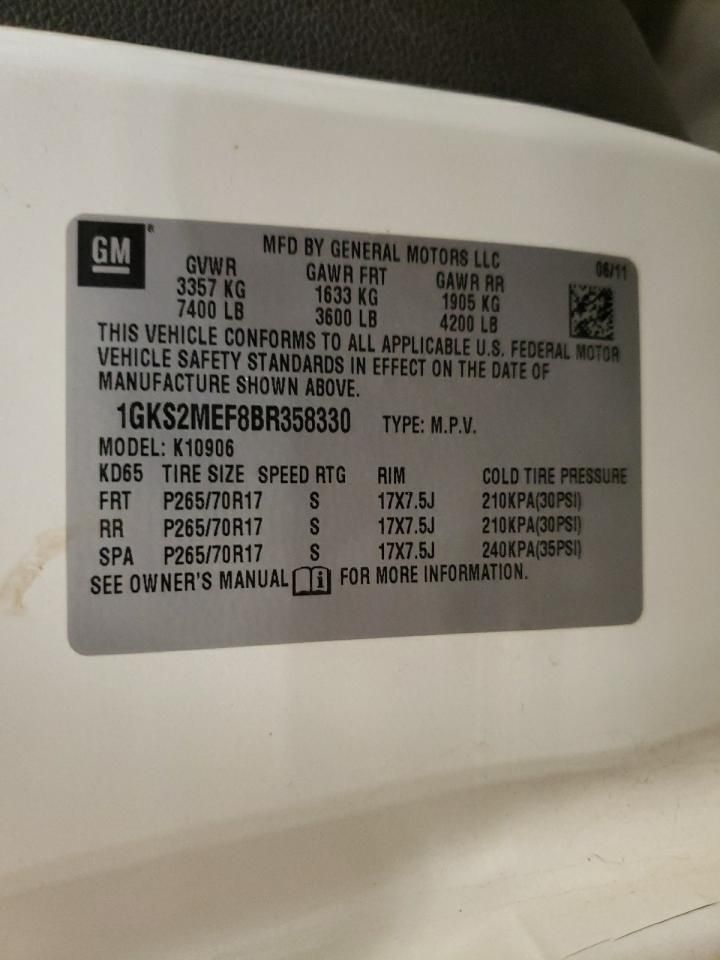 GM®
MFD BY GENERAL MOTORS LLC 06/11
GVWR GAWR FRT GAWR RR
3357 KG 1633 KG 1905 KG
7400 LB 3600 LB 4200 LB
THIS VEHICLE CONFORMS TO ALL APPLICABLE U.S. FEDERAL MOTOR
VEHICLE SAFETY STANDARDS IN EFFECT ON THE DATE OF
MANUFACTURE SHOWN ABOVE.
1GKS2MEF8BR358330 TYPE: M.P.V.
MODEL: K10906
KD65 TIRE SIZE SPEED RTG RIM COLD TIRE PRESSURE
FRT P265/70R17 S 17X7.5J 210KPA(30PSI)
RR P265/70R17 S 17X7.5J 210KPA(30PSI)
SPA P265/70R17 S 17X7.5J 240KPA(35PSI)
SEE OWNER'S MANUAL FOR MORE INFORMATION.